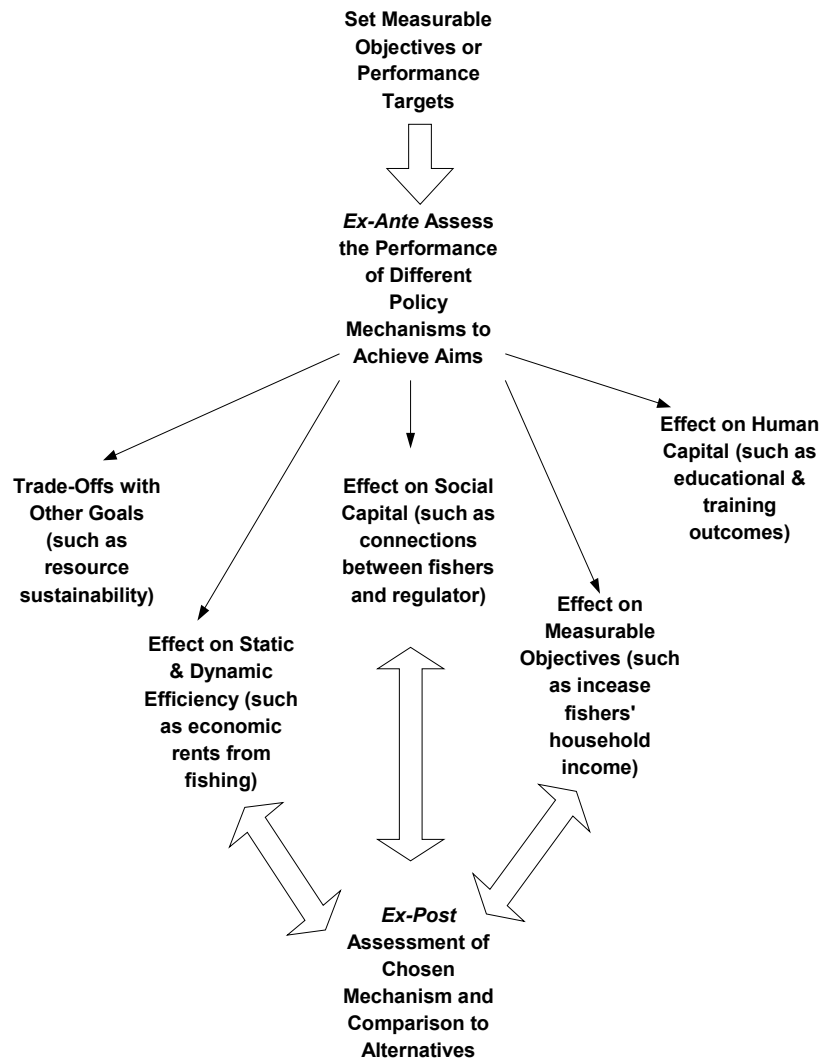 Set Measurable
Objectives or
Performance
Targets
Ex-Ante Assess
the Performance
of Different
Policy
Mechanisms to
Achieve Aims
Trade-Offs with
Other Goals
(such as
resource
sustainability)
Effect on Static
& Dynamic
Efficiency (such
as economic
rents from
fishing)
Effect on Social
Capital (such as
connections
between fishers
and regulator)
Effect on
Measurable
Objectives (such
as incease
fishers'
household
income)
Effect on Human
Capital (such as
educational &
training
outcomes)
Ex-Post
Assessment of
Chosen
Mechanism and
Comparison to
Alternatives